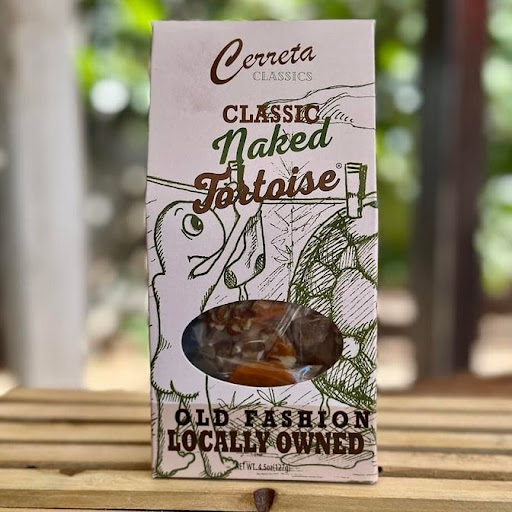 Cerreta
CLASSICS
CLASSIC
Naked
Tortoise®
OLD FASHION
LOCALLY OWNED
NET WT. 4.5oz(127g)